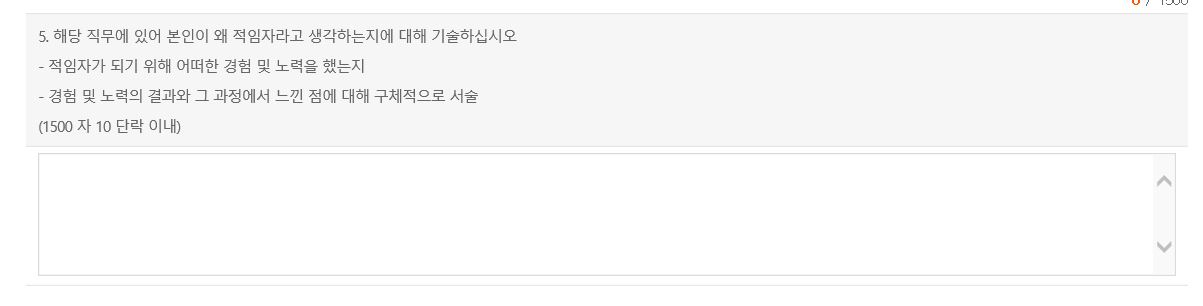 5. 해당 직무에 있어 본인이 왜 적임자라고 생각하는지에 대해 기술하십시오
- 적임자가 되기 위해 어떠한 경험 및 노력을 했는지
- 경험 및 노력의 결과와 그 과정에서 느낀 점에 대해 구체적으로 서술
(1500 자 10 단락 이내)